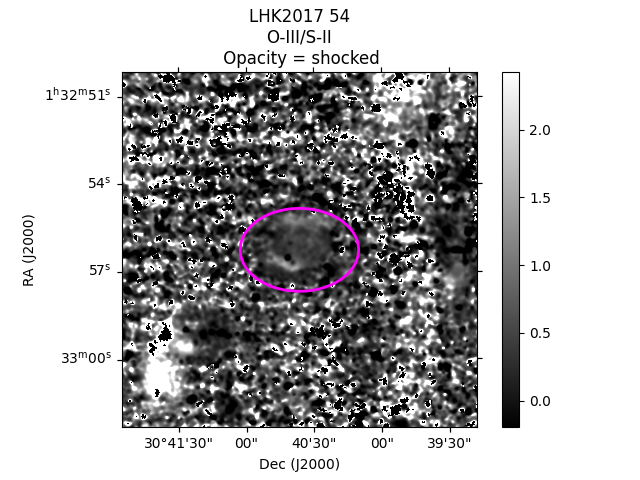 LHK2017 54
O-III/S-II
Opacity = shocked
1ʰ32ᵐ51ˢ
54ˢ
57ˢ
33ᵐ00ˢ
RA (J2000)
30°41'30" 00" 40'30" 00" 39'30"
Dec (J2000)
2.0
1.5
1.0
0.5
0.0